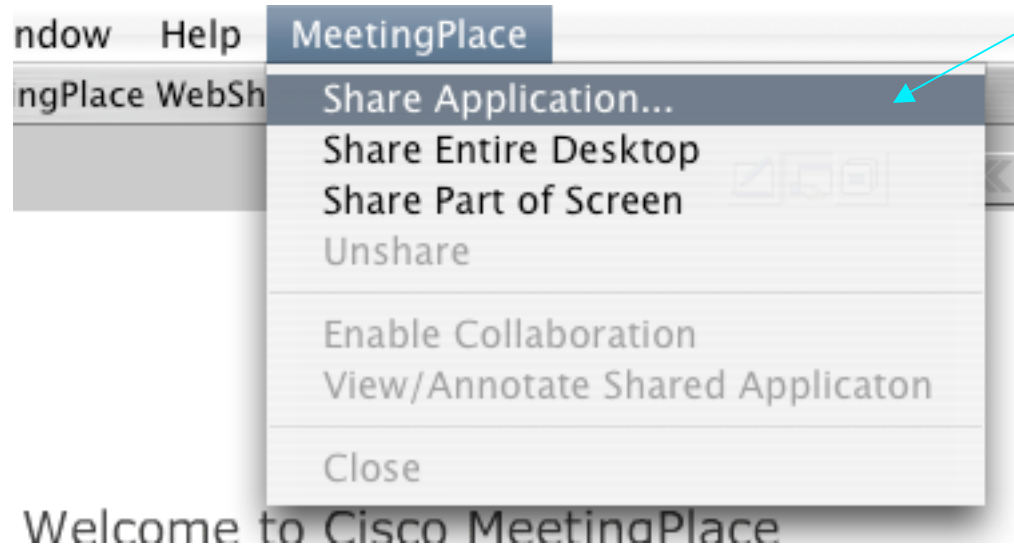 ndow Help MeetingPlace
ingPlace WebSh
Share Application...
Share Entire Desktop
Share Part of Screen
Unshare
Enable Collaboration
View/Annotate Shared Applicaton
Close
Welcome to Cisco MeetingPlace